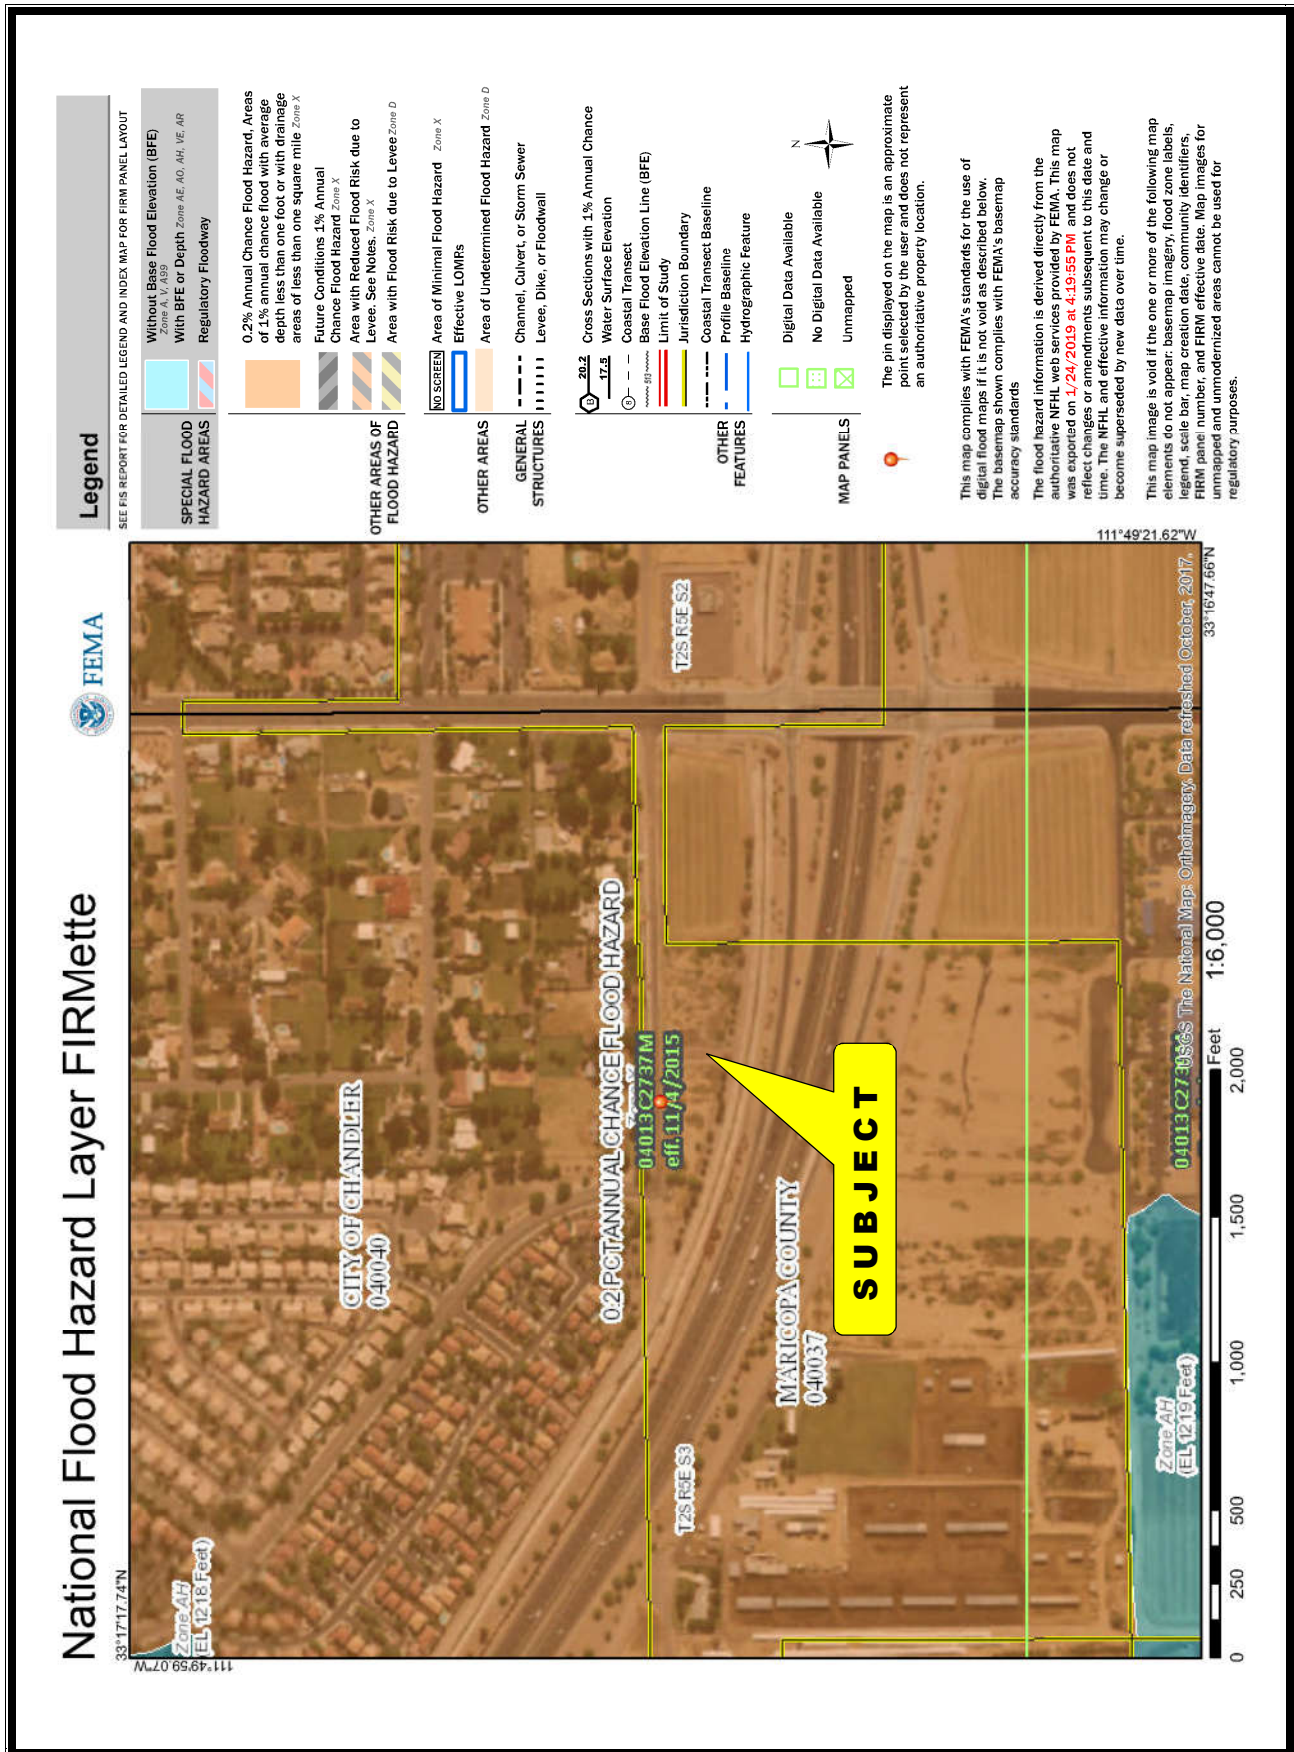 National Flood Hazard Layer FIRMette
FEMA
33°17'17.74"N
111°49'59.07"W
Zone AH
(EL 1218 Feet)
CITY OF CHANDLER
040040
0.2 PCT ANNUAL CHANCE FLOOD HAZARD
04013C2737M
eff.11/4/2015
T2S R5E S2
T2S R5E S3
MARICOPA COUNTY
040037
SUBJECT
Zone AH
(EL 1219 Feet)
USGS The National Map: Orthoimagery. Data refreshed October, 2017.
111°49'21.62"W
33°16'47.66"N
0
250
500
1,000
1,500
2,000
Feet
1:6,000
Legend
SEE FIS REPORT FOR DETAILED LEGEND AND INDEX MAP FOR FIRM PANEL LAYOUT
SPECIAL FLOOD
HAZARD AREAS
Without Base Flood Elevation (BFE)
Zone A, V, A99
With BFE or Depth Zone AE, AO, AH, VE, AR
Regulatory Floodway
OTHER AREAS OF
FLOOD HAZARD
0.2% Annual Chance Flood Hazard, Areas
of 1% annual chance flood with average
depth less than one foot or with drainage
areas of less than one square mile Zone X
Future Conditions 1% Annual
Chance Flood Hazard Zone X
Area with Reduced Flood Risk due to
Levee. See Notes. Zone X
Area with Flood Risk due to Levee Zone D
OTHER AREAS
NO SCREEN
Area of Minimal Flood Hazard Zone X
Effective LOMRs
Area of Undetermined Flood Hazard Zone D
GENERAL
STRUCTURES
Channel, Culvert, or Storm Sewer
Levee, Dike, or Floodwall
OTHER
FEATURES
B 20.2
17.5
Cross Sections with 1% Annual Chance
Water Surface Elevation
8
Coastal Transect
513
Base Flood Elevation Line (BFE)
Limit of Study
Jurisdiction Boundary
Coastal Transect Baseline
Profile Baseline
Hydrographic Feature
MAP PANELS
Digital Data Available
No Digital Data Available
Unmapped
N
The pin displayed on the map is an approximate
point selected by the user and does not represent
an authoritative property location.
This map complies with FEMA's standards for the use of
digital flood maps if it is not void as described below.
The basemap shown complies with FEMA's basemap
accuracy standards
The flood hazard information is derived directly from the
authoritative NFHL web services provided by FEMA. This map
was exported on 1/24/2019 at 4:19:55 PM and does not
reflect changes or amendments subsequent to this date and
time. The NFHL and effective information may change or
become superseded by new data over time.
This map image is void if the one or more of the following map
elements do not appear: basemap imagery, flood zone labels,
legend, scale bar, map creation date, community identifiers,
FIRM panel number, and FIRM effective date. Map images for
unmapped and unmodernized areas cannot be used for
regulatory purposes.